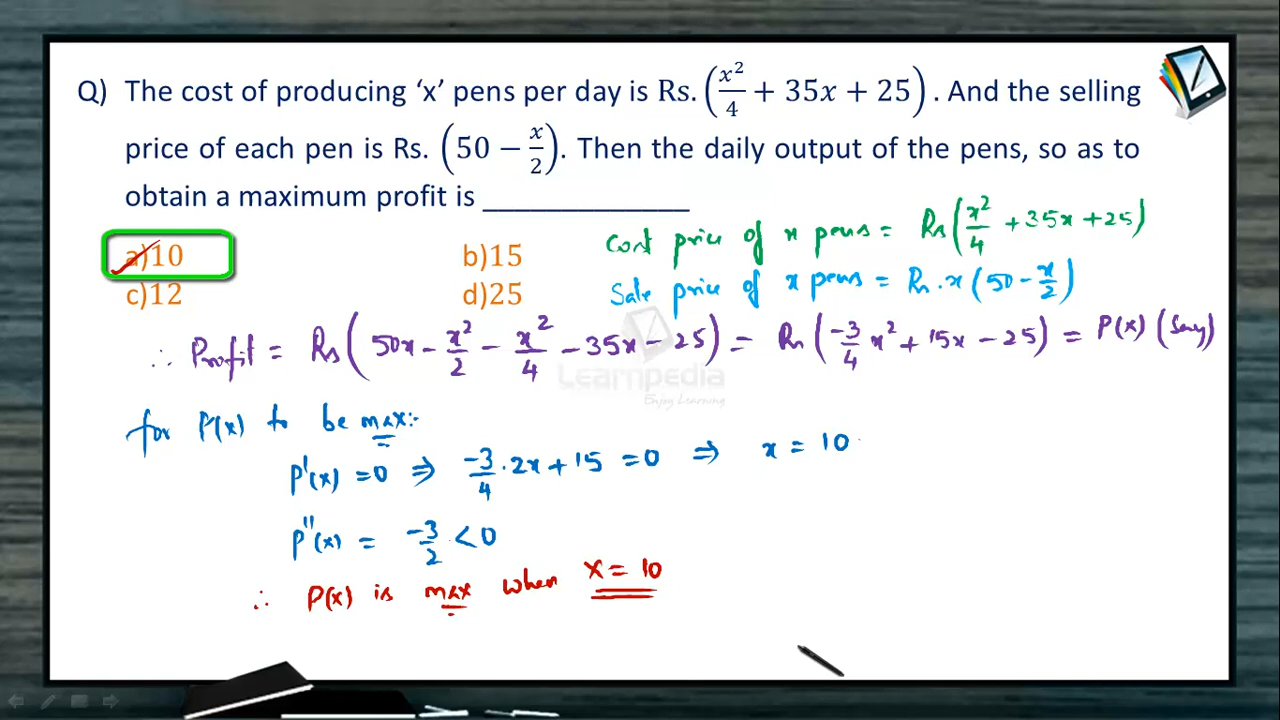 Q) The cost of producing ‘x’ pens per day is Rs. (x²/4 + 35x + 25). And the selling
price of each pen is Rs. (50 − x/2). Then the daily output of the pens, so as to
obtain a maximum profit is ______________
a)10 b)15
c)12 d)25
Cost price of x pens = Rs(x²/4 + 35x + 25)
Sale price of x pens = Rs. x(50 − x/2)
∴ Profit = Rs(50x − x²/2 − x²/4 − 35x − 25) = Rs(−3/4 x² + 15x − 25) = P(x) (say)
Learnpedia
Enjoy Learning
for P(x) to be max:-
P'(x) = 0 ⇒ −3/4 · 2x + 15 = 0 ⇒ x = 10
P''(x) = −3/2 < 0
∴ P(x) is max when x = 10